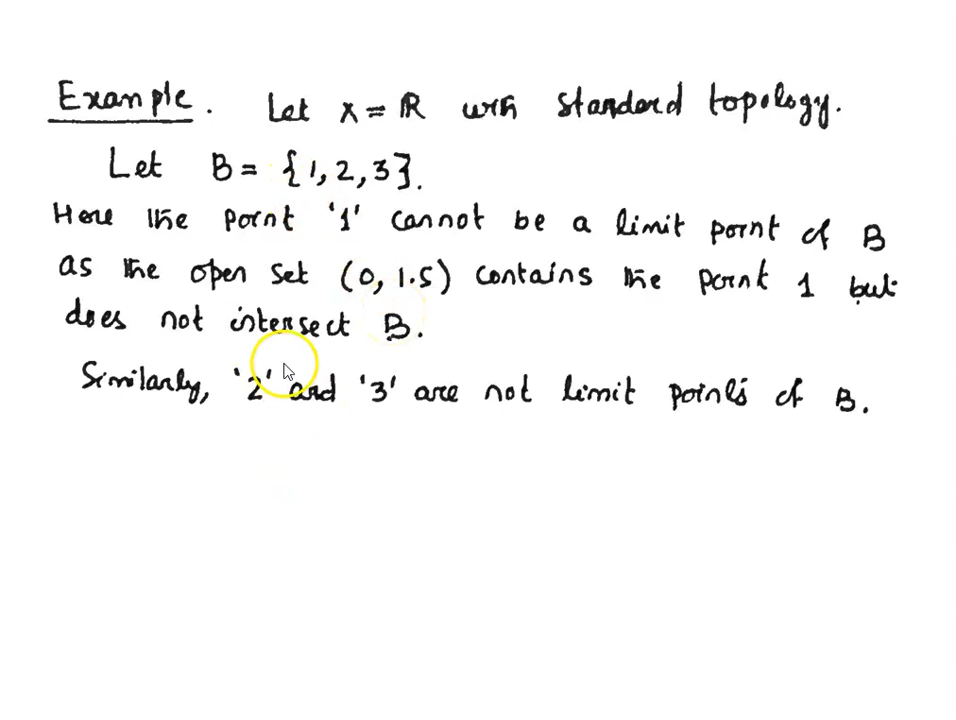 Example. Let X = ℝ with standard topology.
Let B = {1, 2, 3}.
Here the point '1' cannot be a limit point of B
as the open set (0, 1.5) contains the point 1 but
does not intersect B.
Similarly, '2' and '3' are not limit points of B.